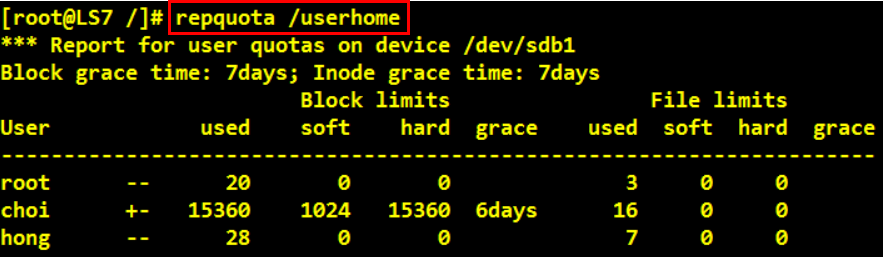 [root@LS7 /]# repquota /userhome
*** Report for user quotas on device /dev/sdb1
Block grace time: 7days; Inode grace time: 7days
                        Block limits                File limits
User            used    soft    hard  grace    used  soft  hard  grace
----------------------------------------------------------------------
root      --      20       0       0              3     0     0
choi      +-   15360    1024   15360  6days      16     0     0
hong      --      28       0       0              7     0     0